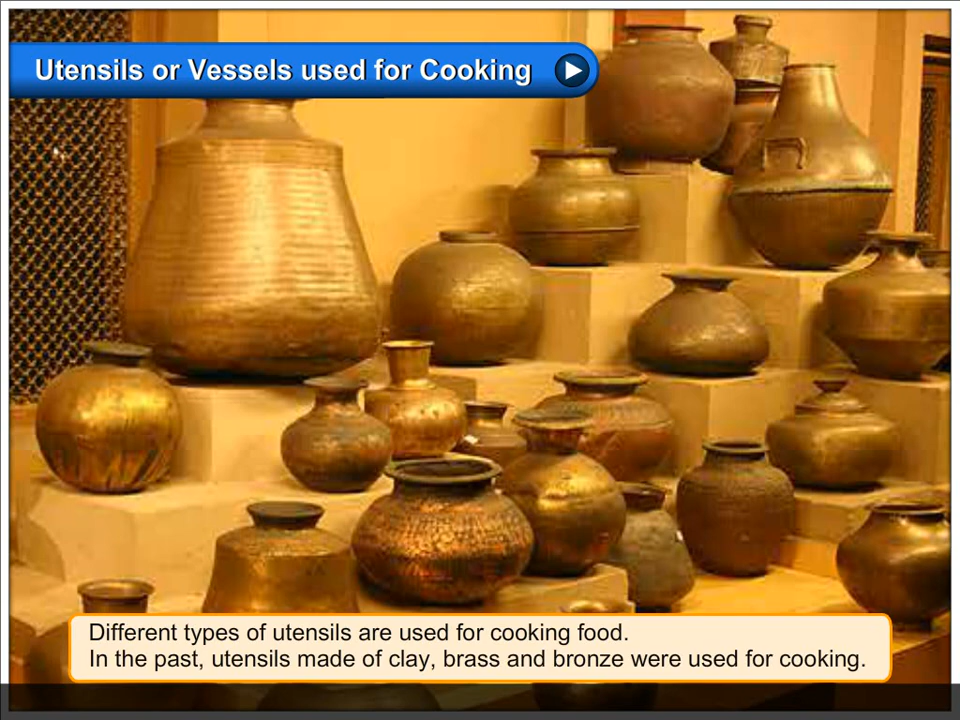 Utensils or Vessels used for Cooking
Different types of utensils are used for cooking food.
In the past, utensils made of clay, brass and bronze were used for cooking.